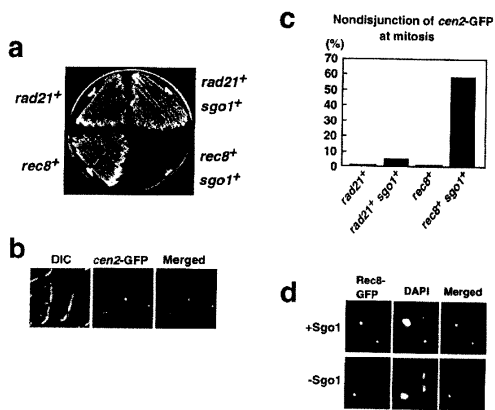 a
rad21+
rad21+
sgo1+
rec8+
rec8+
sgo1+
b
DIC
cen2-GFP
Merged
c
Nondisjunction of cen2-GFP
at mitosis
(%)
70
60
50
40
30
20
10
0
rad21+
rad21+ sgo1+
rec8+
rec8+ sgo1+
d
Rec8-
GFP
DAPI
Merged
+Sgo1
-Sgo1